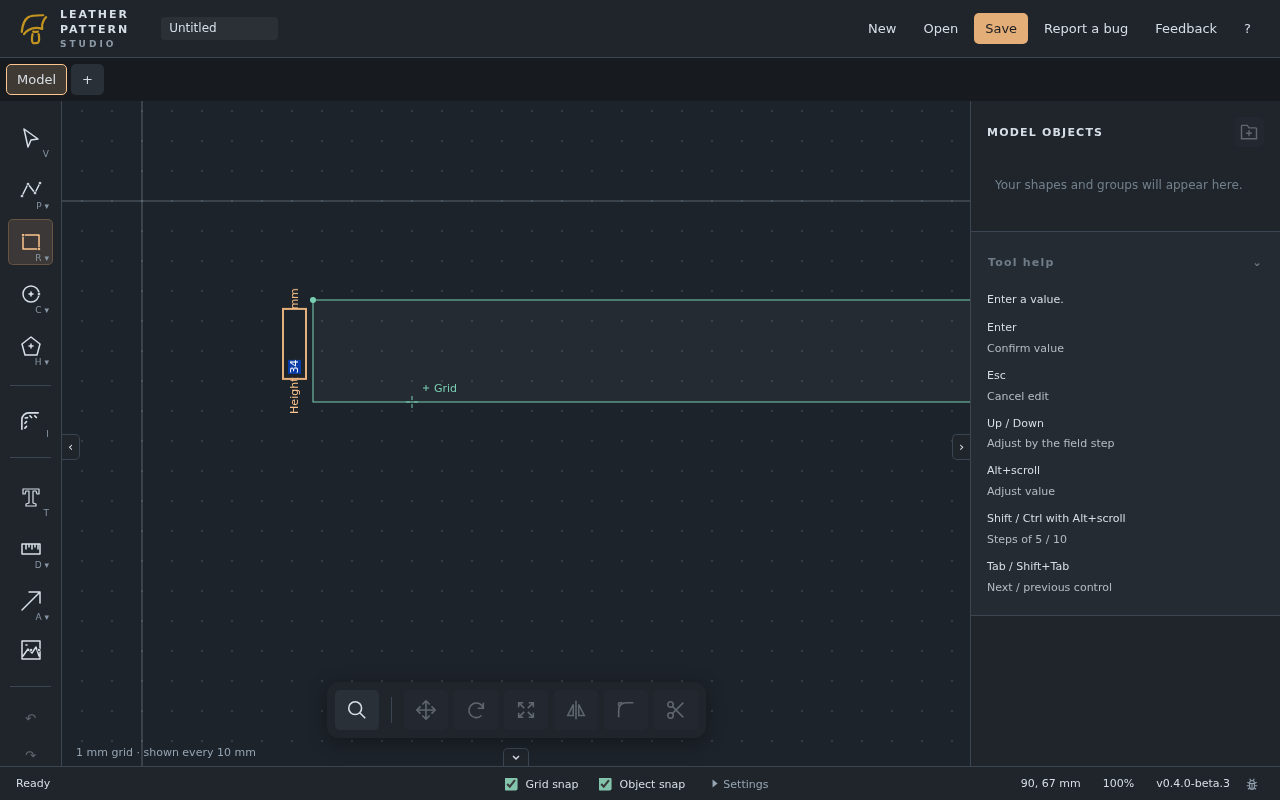 LEATHER
PATTERN
STUDIO
Untitled
New
Open
Save
Report a bug
Feedback
?
Model
+
V
P ▾
R ▾
C ▾
H ▾
I
T
D ▾
A ▾
mm
34
Height
+ Grid
1 mm grid · shown every 10 mm
MODEL OBJECTS
Your shapes and groups will appear here.
Tool help
Enter a value.
Enter
Confirm value
Esc
Cancel edit
Up / Down
Adjust by the field step
Alt+scroll
Adjust value
Shift / Ctrl with Alt+scroll
Steps of 5 / 10
Tab / Shift+Tab
Next / previous control
Ready
Grid snap
Object snap
Settings
90, 67 mm
100%
v0.4.0-beta.3